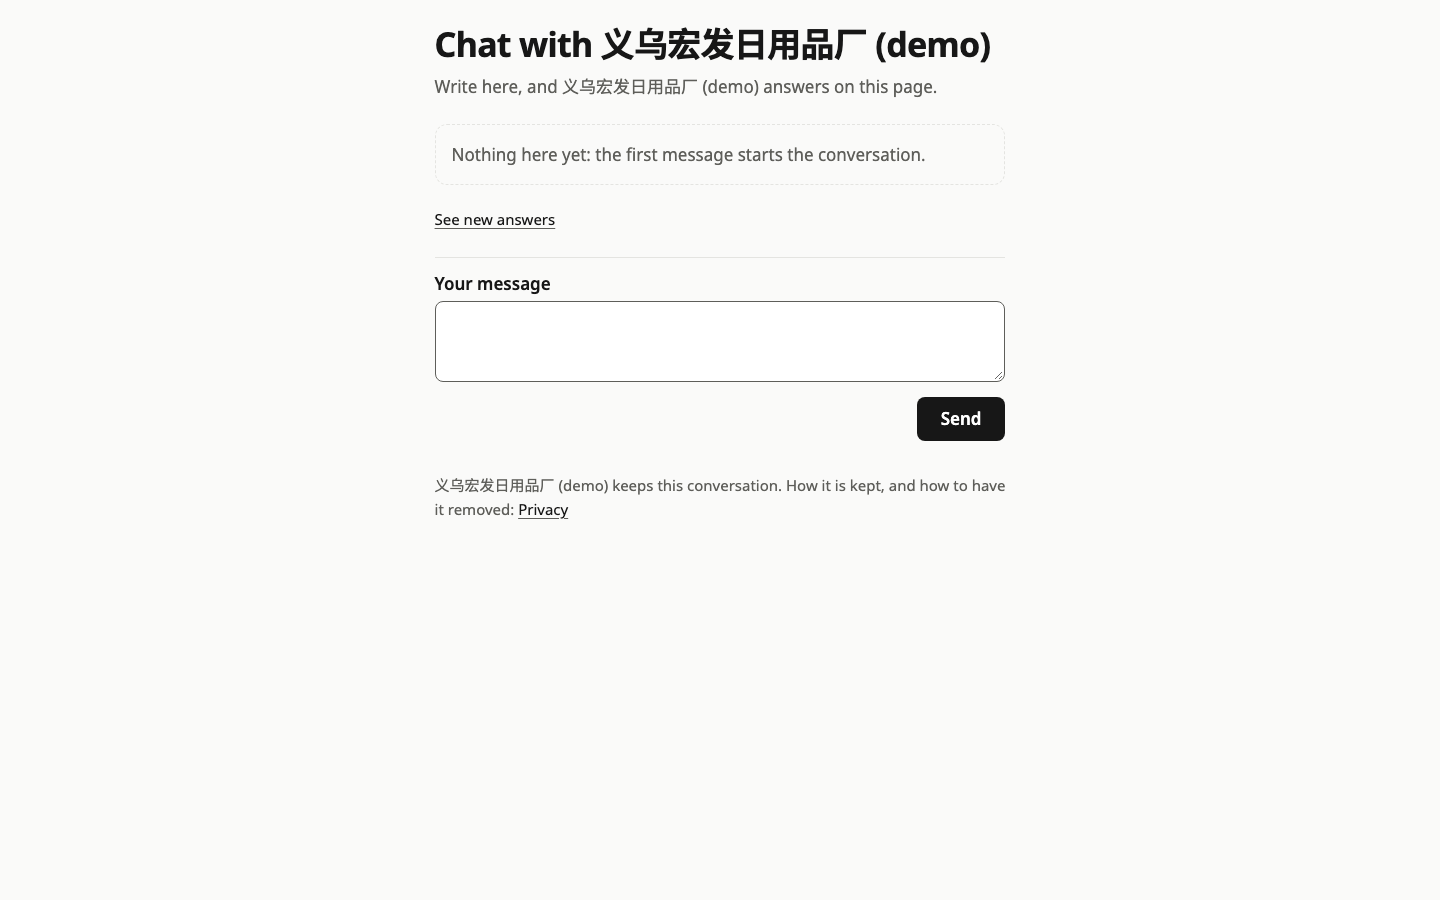 Chat with 义乌宏发日用品厂 (demo)
Write here, and 义乌宏发日用品厂 (demo) answers on this page.
Nothing here yet: the first message starts the conversation.
See new answers
Your message
Send
义乌宏发日用品厂 (demo) keeps this conversation. How it is kept, and how to have
it removed: Privacy